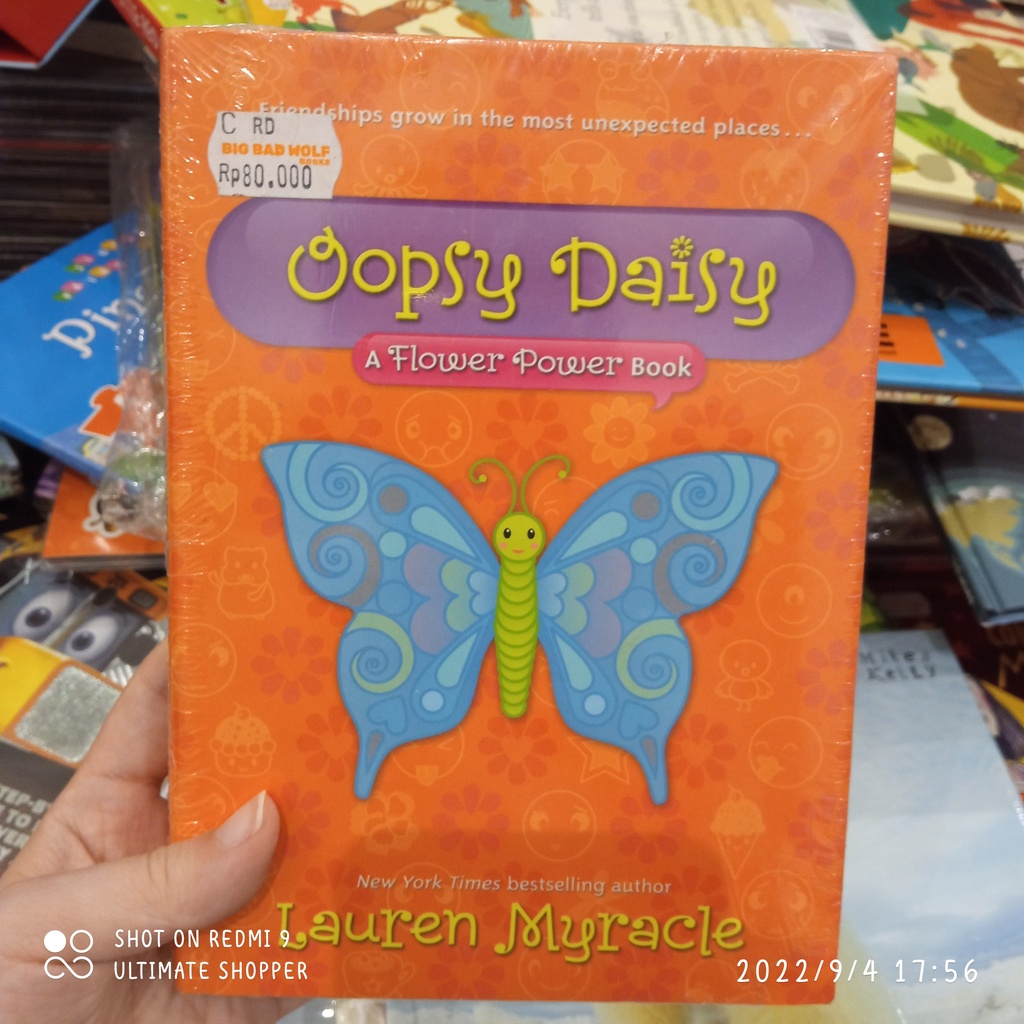 Friendships grow in the most unexpected places...
C RD
BIG BAD WOLF
BOOKS
Rp80.000
Oopsy Daisy
A Flower Power Book
New York Times bestselling author
Lauren Myracle
Miles
Kelly
SHOT ON REDMI 9
ULTIMATE SHOPPER
2022/9/4 17:56